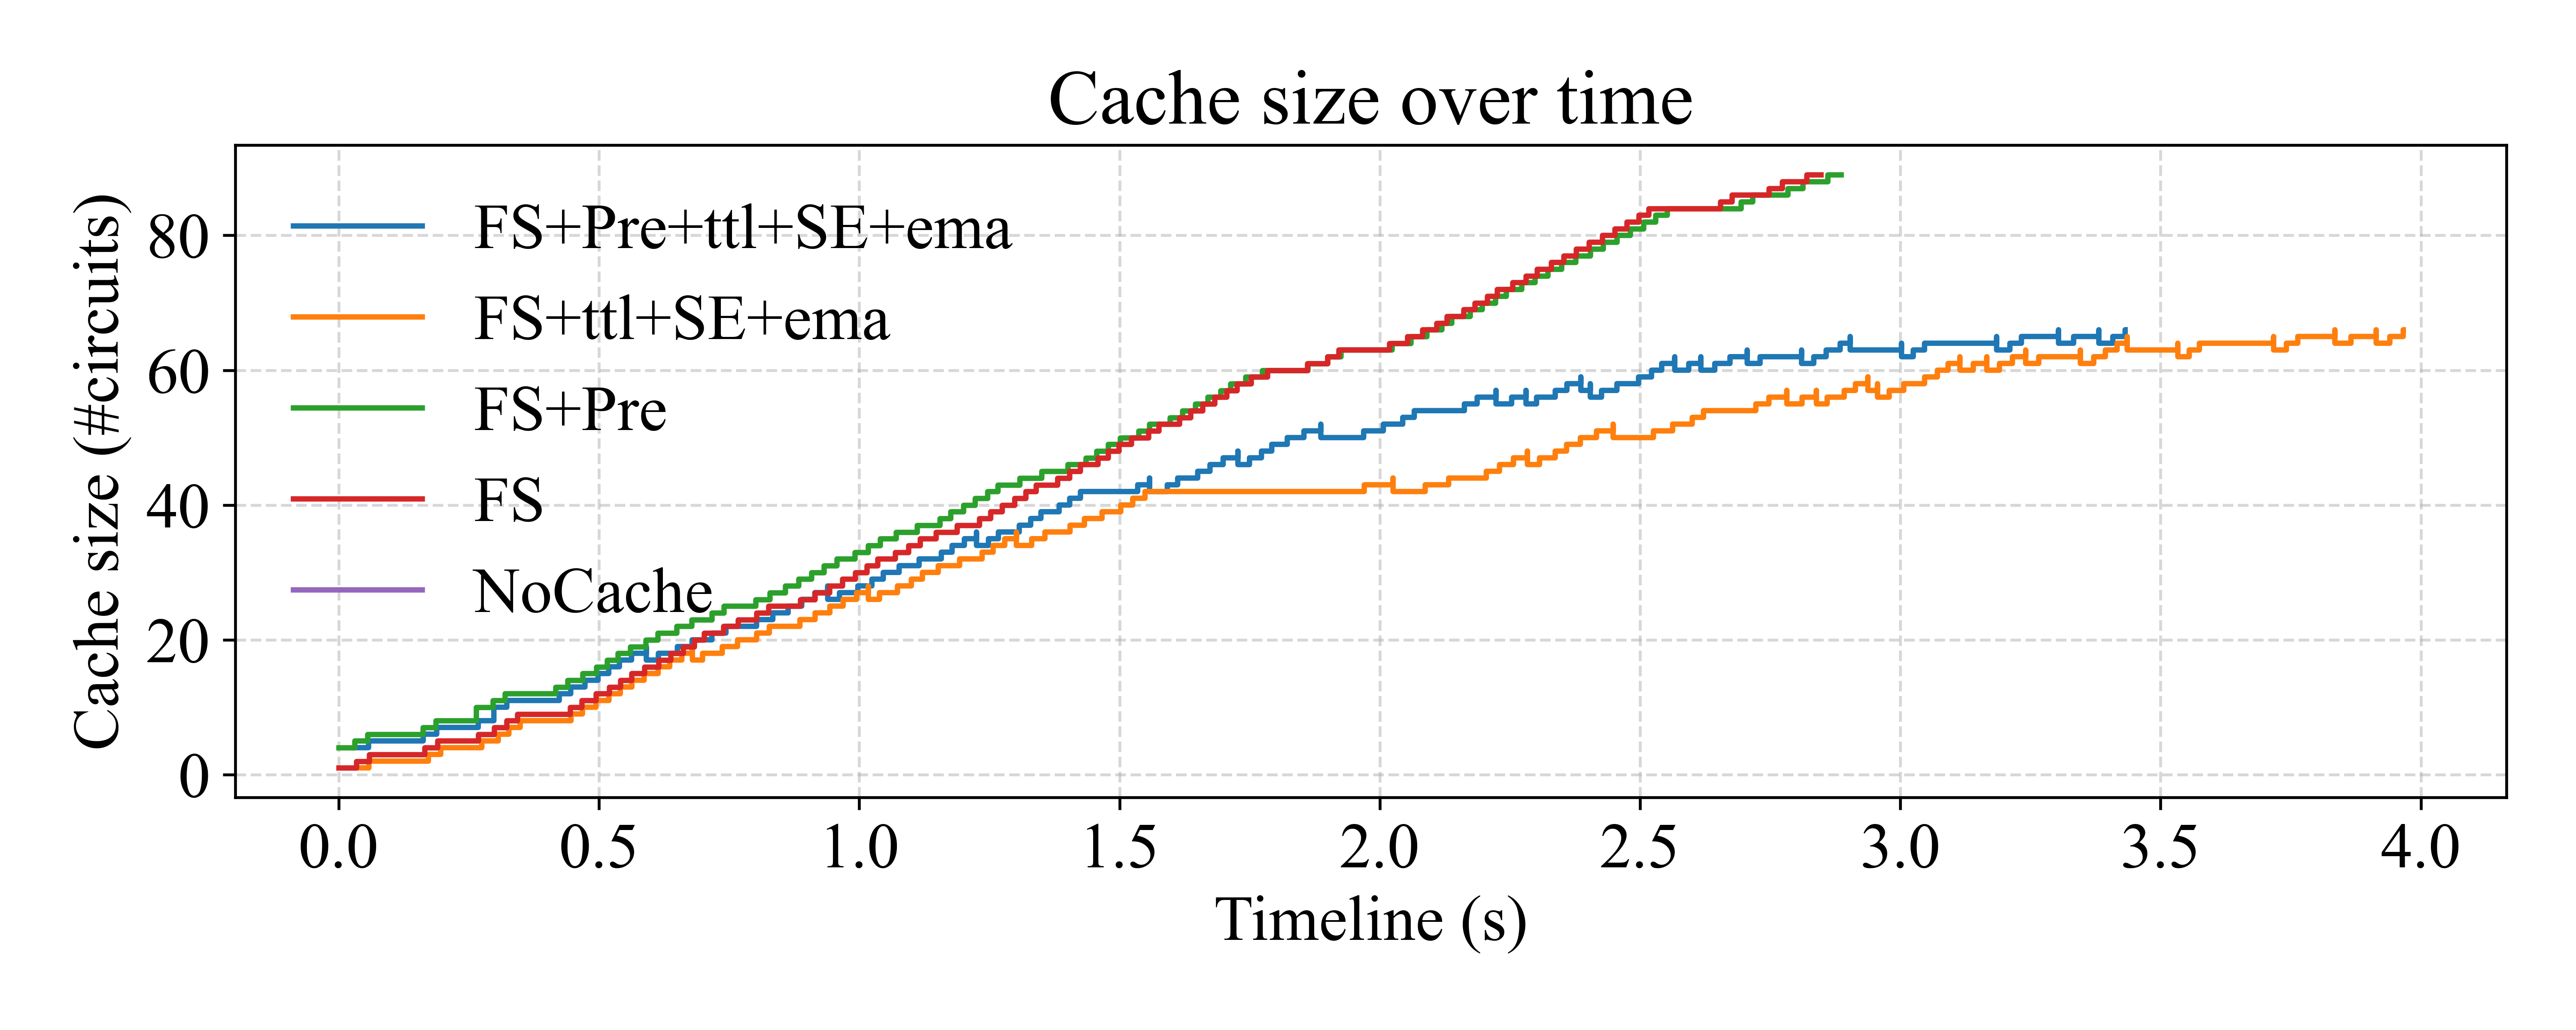 Cache size over time
Cache size (#circuits)
80
60
40
20
0
FS+Pre+ttl+SE+ema
FS+ttl+SE+ema
FS+Pre
FS
NoCache
0.0 0.5 1.0 1.5 2.0 2.5 3.0 3.5 4.0
Timeline (s)